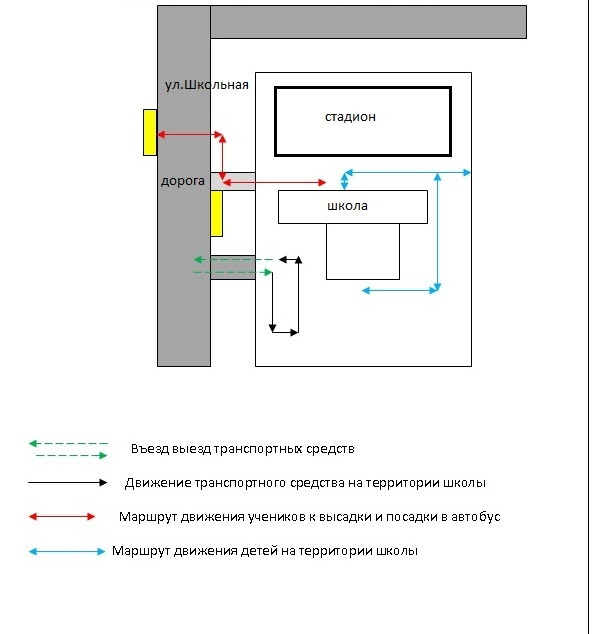 ул.Школьная
стадион
дорога
школа
Въезд выезд транспортных средств
Движение транспортного средства на территории школы
Маршрут движения учеников к высадки и посадки в автобус
Маршрут движения детей на территории школы